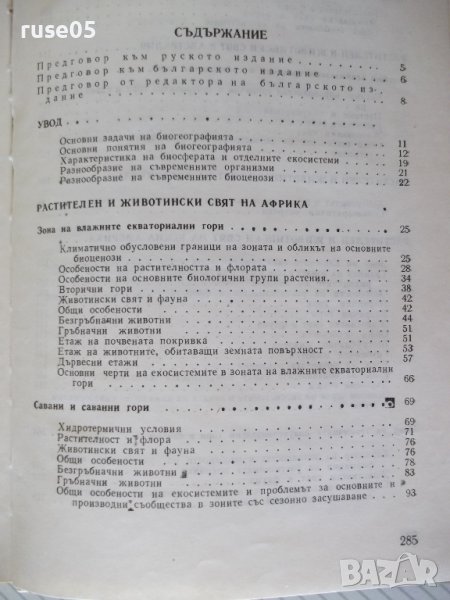 ruse05
СЪДЪРЖАНИЕ
Предговор към руското издание . . . . . 5
Предговор към българското издание . . . . . 6
Предговор от редактора на българското из-
дание . . . . . 8
УВОД . . . . .
Основни задачи на биогеографията . . . . . 11
Основни понятия на биогеографията . . . . . 12
Характеристика на биосферата и отделните екосистеми . . . . . 19
Разнообразие на съвременните организми . . . . . 21
Разнообразие на съвременните биоценози . . . . . 22
РАСТИТЕЛЕН И ЖИВОТИНСКИ СВЯТ НА АФРИКА
Зона на влажните екваториални гори . . . . . 25
Климатично обусловени граници на зоната и обликът на основните
биоценози . . . . . 25
Особености на растителността и флората . . . . . 28
Особености на основните биологични групи растения . . . . . 34
Вторични гори . . . . . 38
Животински свят и фауна . . . . . 42
Общи особености . . . . . 42
Безгръбначни животни . . . . . 44
Гръбначни животни . . . . . 51
Етаж на почвената покривка . . . . . 51
Етаж на животните, обитаващи земната повърхност . . . . . 53
Дървесни етажи . . . . . 57
Основни черти на екосистемите в зоната на влажните екваториални
гори . . . . . 66
Савани и саванни гори . . . . . 69
Хидротермични условия . . . . . 69
Растителност и флора . . . . . 71
Животински свят и фауна . . . . . 76
Общи особености . . . . . 76
Безгръбначни животни . . . . . 78
Гръбначни животни . . . . . 83
Общи особености на екосистемите и проблемът за основните и
производни съобщества в зоните със сезонно засушаване . . . . . 93
285
BAZAR